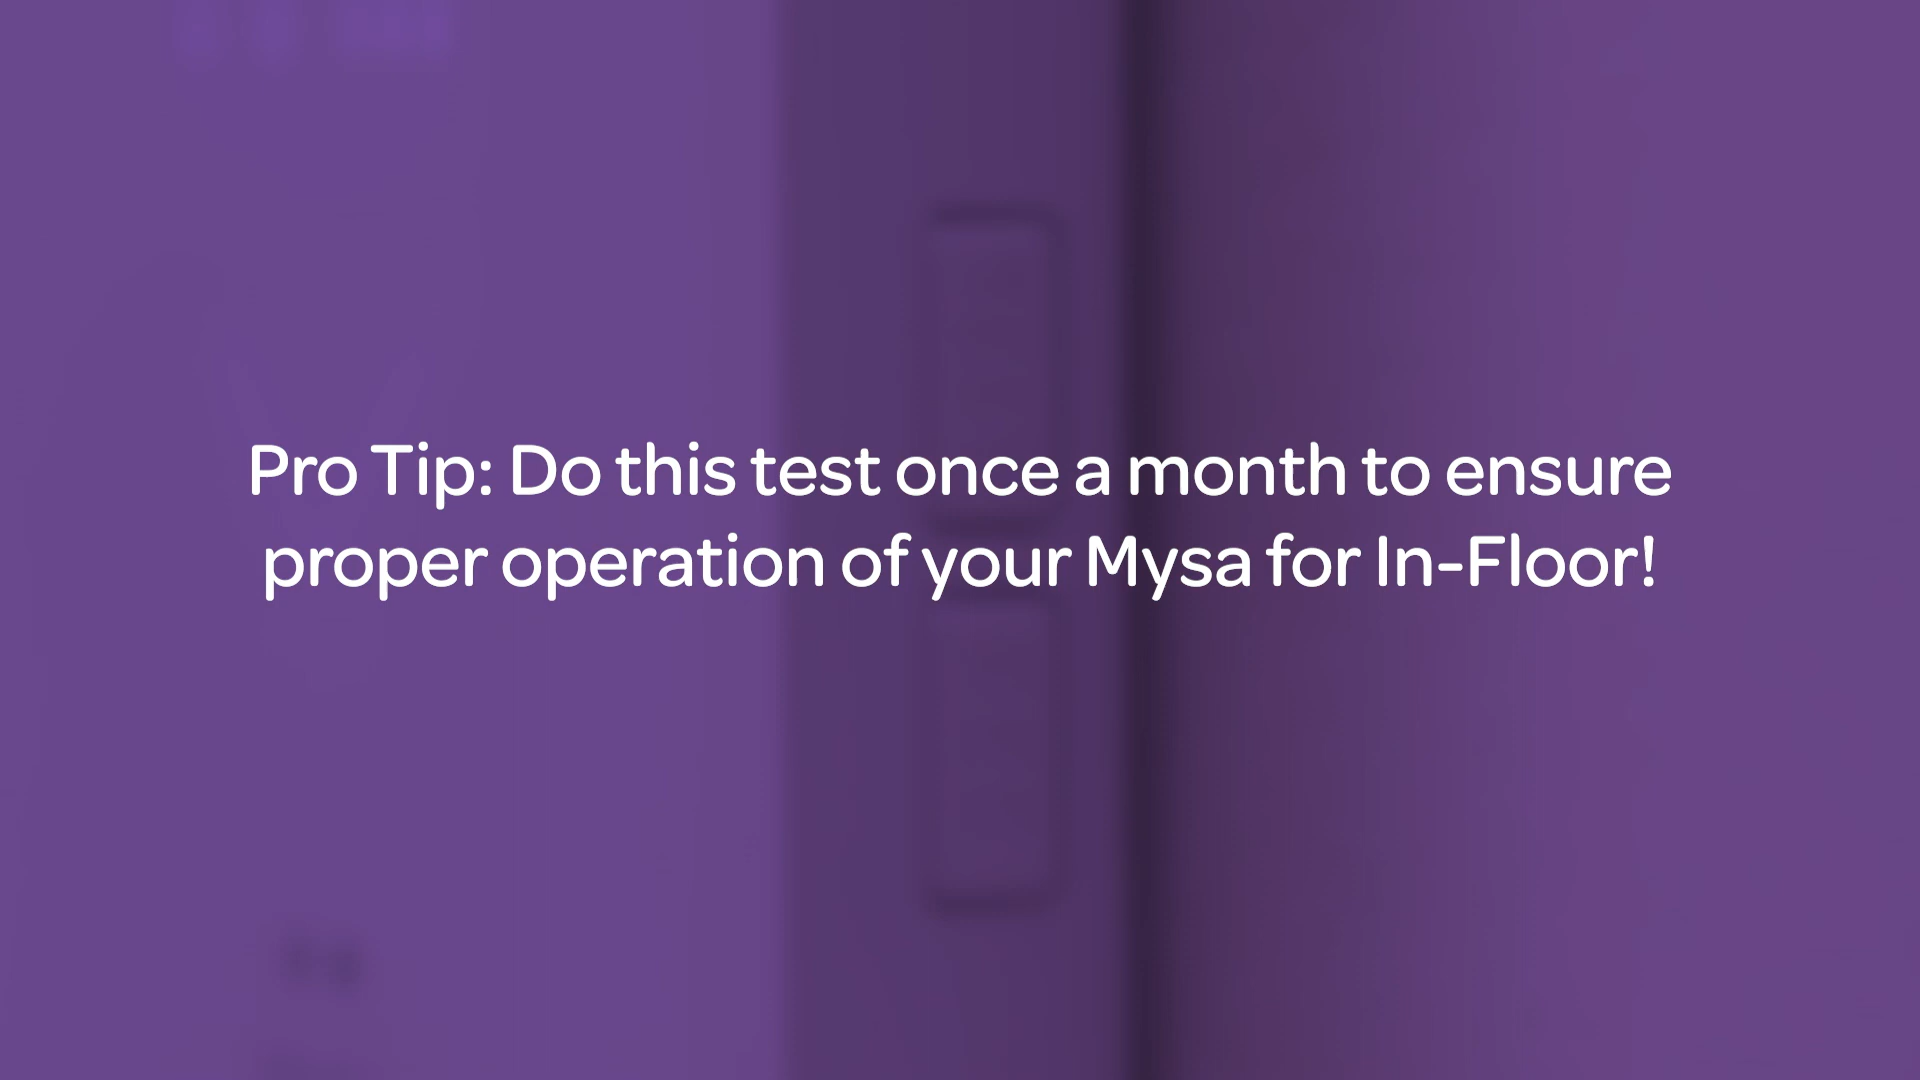 Pro Tip: Do this test once a month to ensure
proper operation of your Mysa for In-Floor!